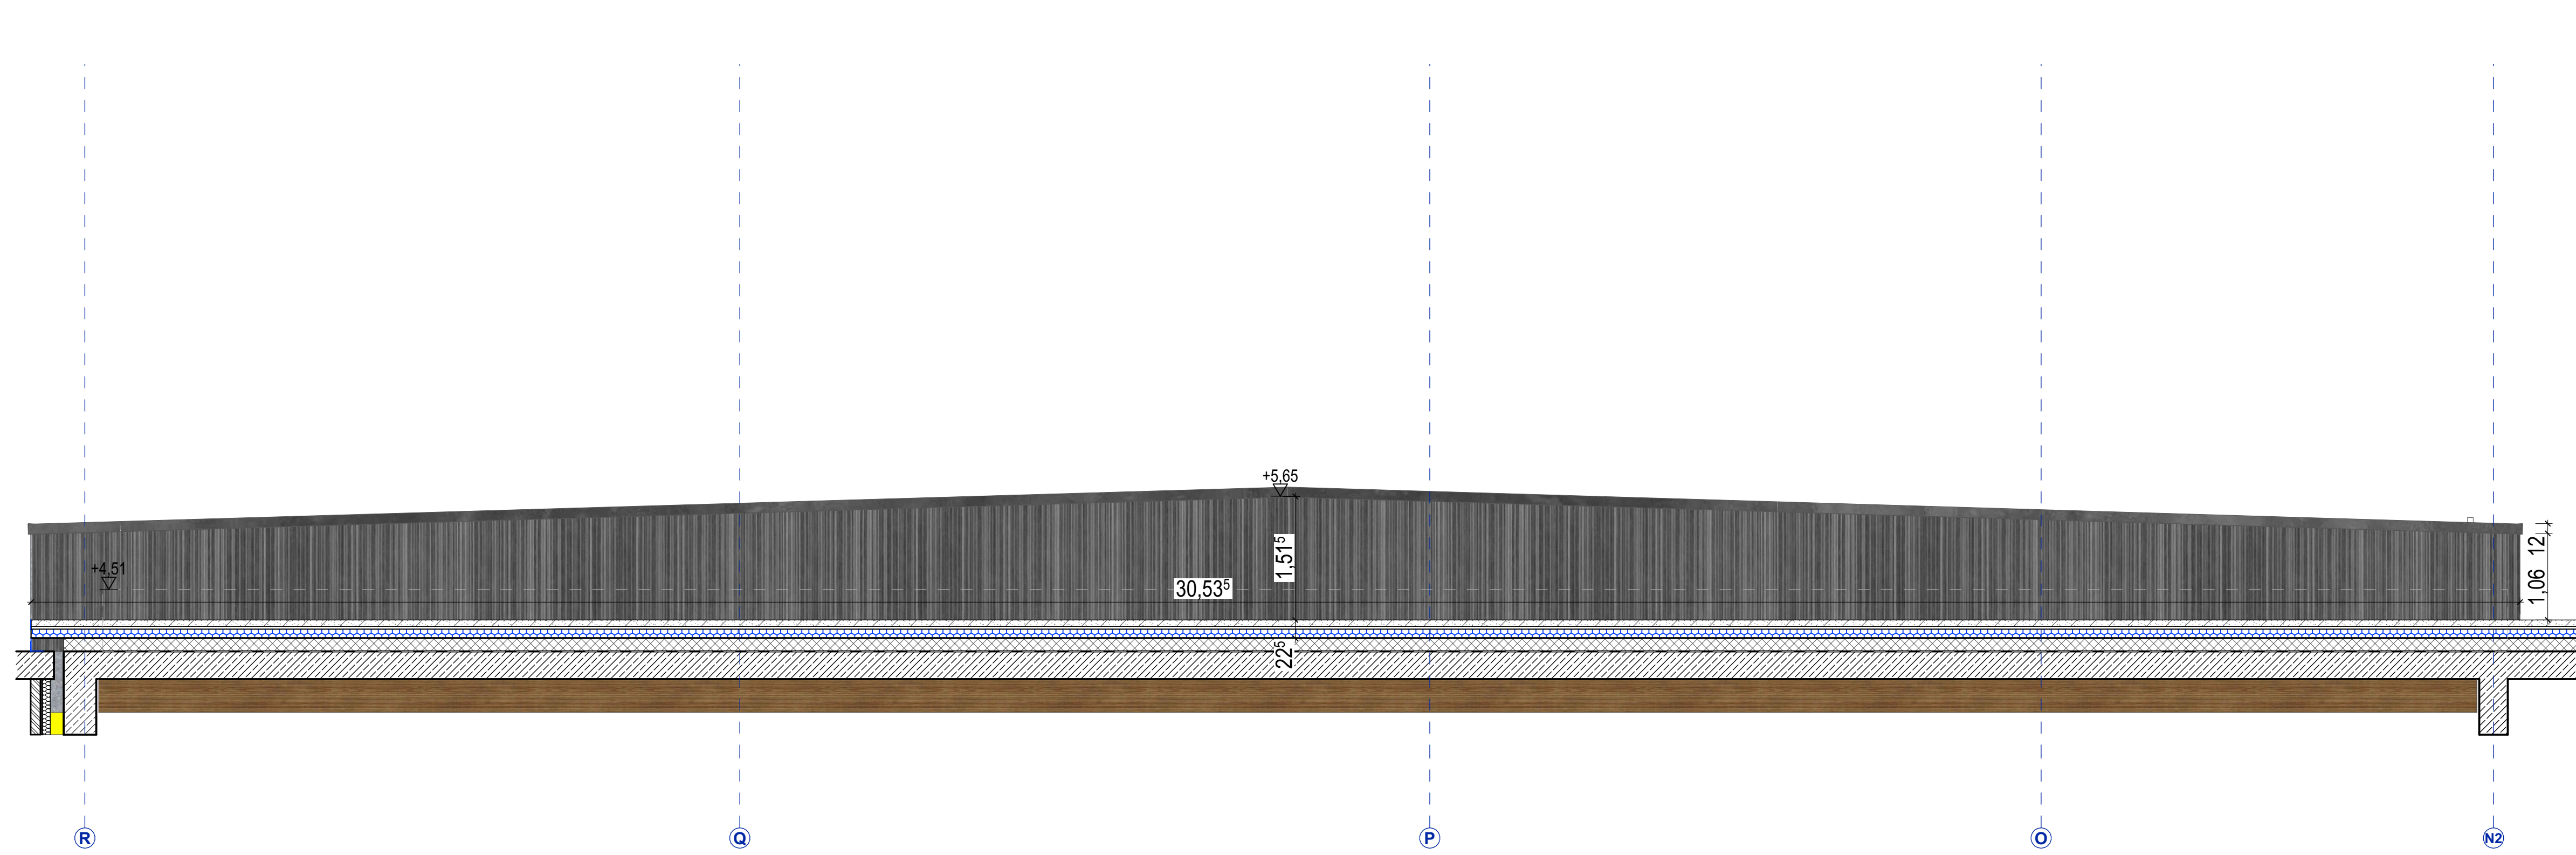 +5,65
+4,51
1,51⁵
30,53⁵
12
1,06
22⁵
R
Q
P
O
N2